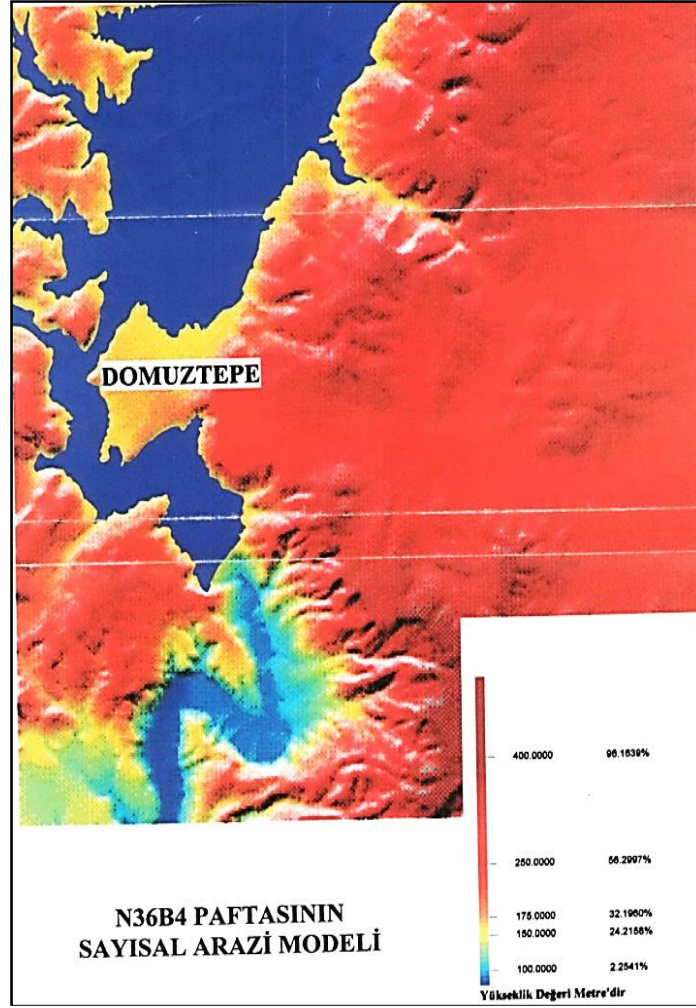 DOMUZTEPE
400.0000 96.1639%
250.0000 56.2997%
175.0000 32.1960%
150.0000 24.2158%
100.0000 2.2541%
Yükseklik Değeri Metre'dir
N36B4 PAFTASININ
SAYISAL ARAZİ MODELİ